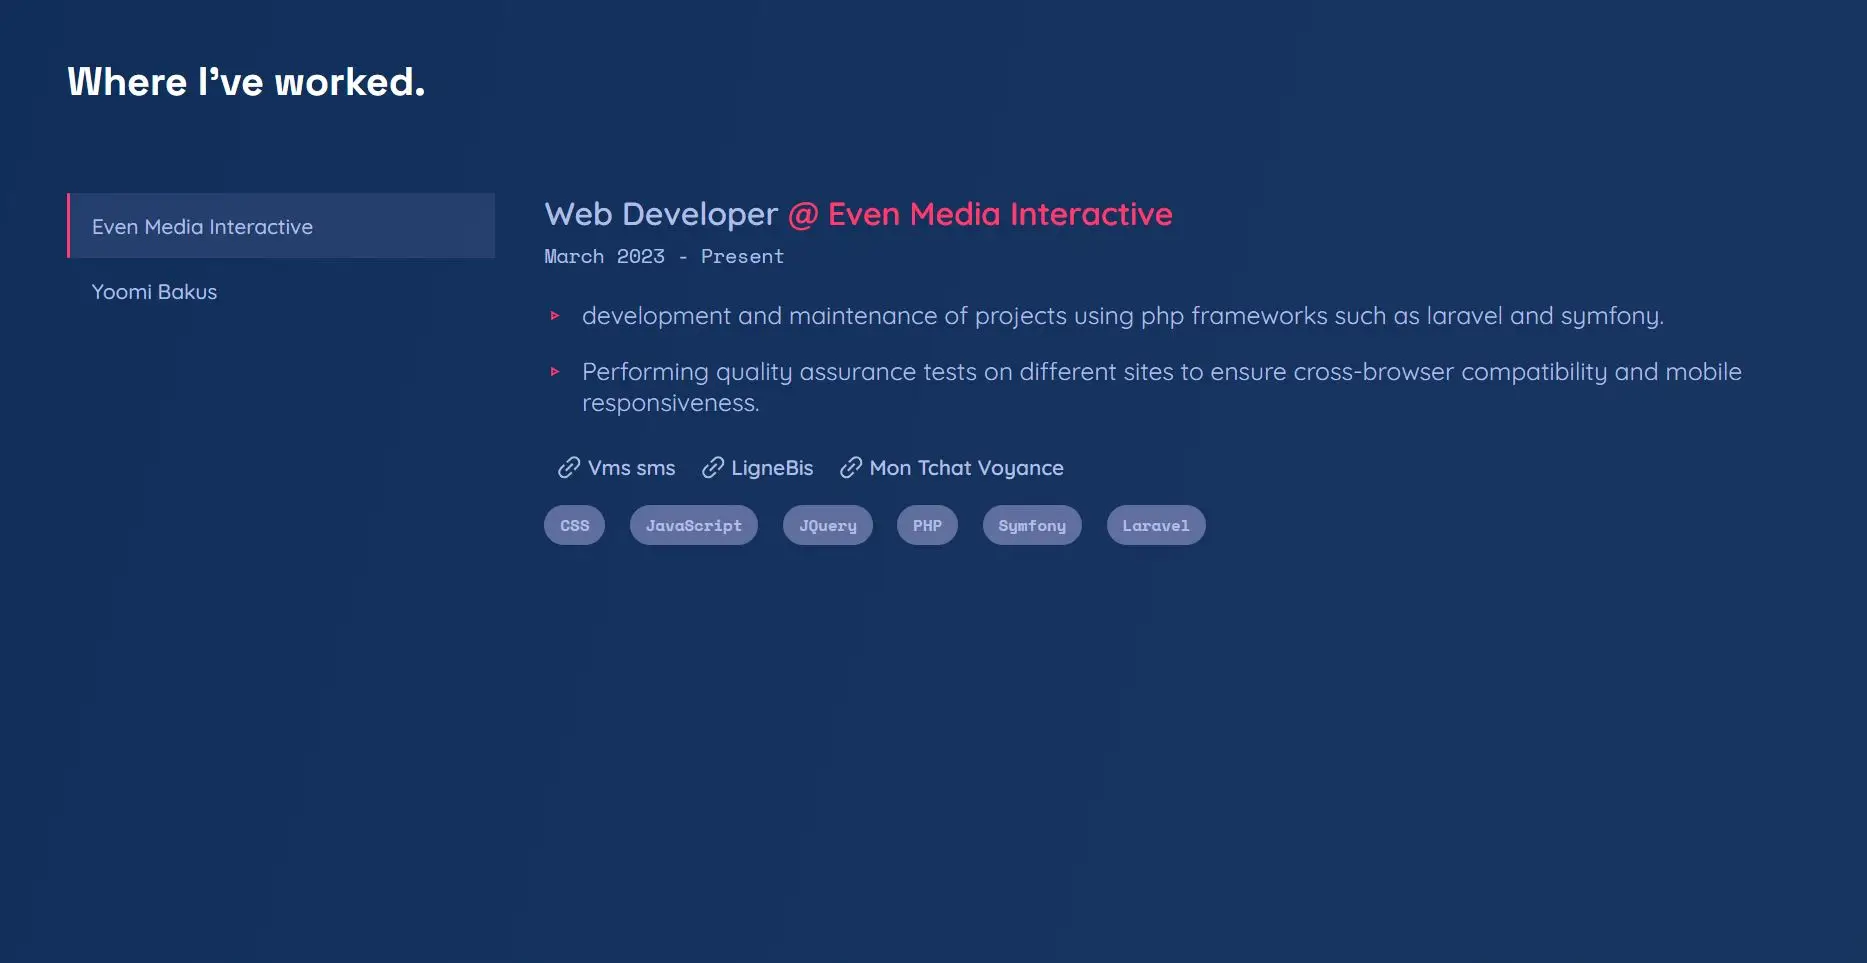 Where I've worked.
Even Media Interactive
Yoomi Bakus
Web Developer @ Even Media Interactive
March 2023 - Present
development and maintenance of projects using php frameworks such as laravel and symfony.
Performing quality assurance tests on different sites to ensure cross-browser compatibility and mobile
responsiveness.
Vms sms LigneBis Mon Tchat Voyance
CSS JavaScript JQuery PHP Symfony Laravel